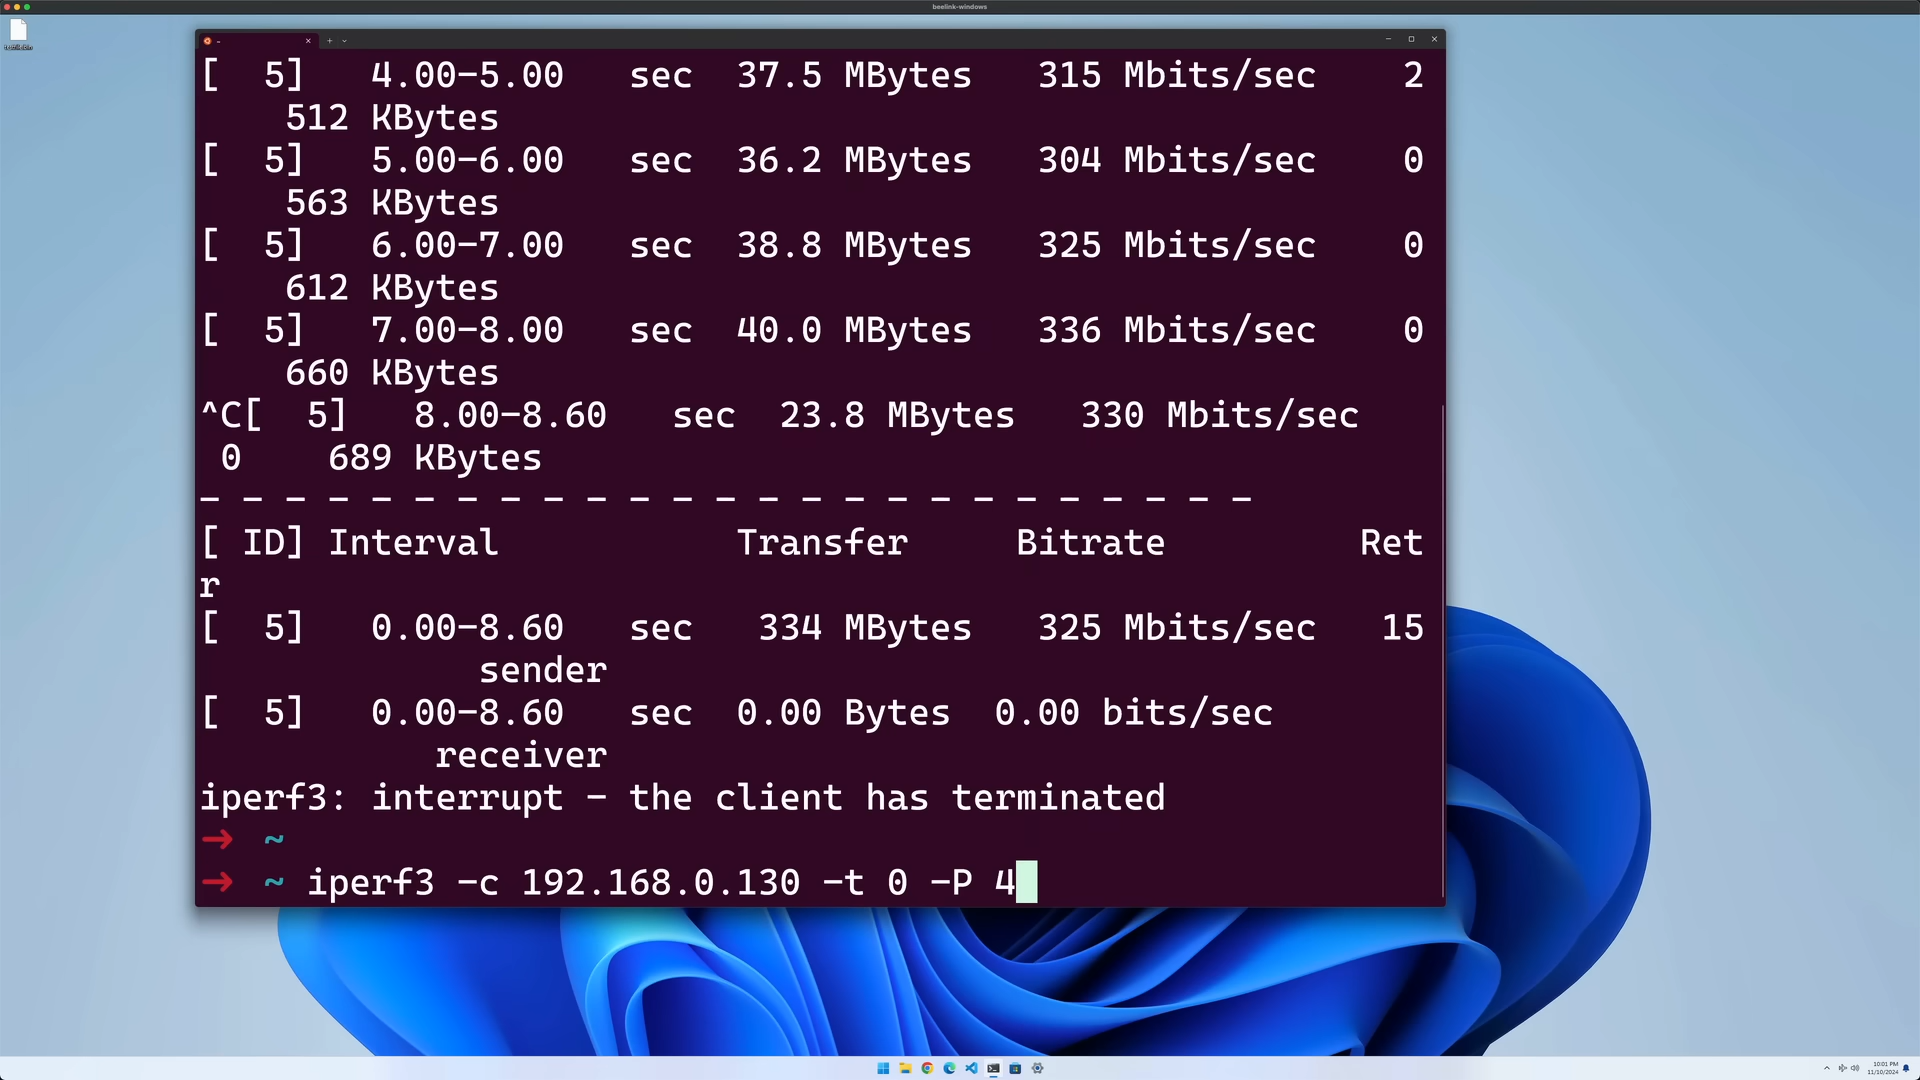 beelink-windows
[  5]   4.00-5.00   sec  37.5 MBytes   315 Mbits/sec    2
    512 KBytes
[  5]   5.00-6.00   sec  36.2 MBytes   304 Mbits/sec    0
    563 KBytes
[  5]   6.00-7.00   sec  38.8 MBytes   325 Mbits/sec    0
    612 KBytes
[  5]   7.00-8.00   sec  40.0 MBytes   336 Mbits/sec    0
    660 KBytes
^C[  5]   8.00-8.60   sec  23.8 MBytes   330 Mbits/sec
 0    689 KBytes
- - - - - - - - - - - - - - - - - - - - - - - - -
[ ID] Interval           Transfer     Bitrate         Ret
r
[  5]   0.00-8.60   sec   334 MBytes   325 Mbits/sec   15
             sender
[  5]   0.00-8.60   sec  0.00 Bytes  0.00 bits/sec
           receiver
iperf3: interrupt - the client has terminated
➜  ~
➜  ~ iperf3 -c 192.168.0.130 -t 0 -P 4
10:01 PM
11/10/2024